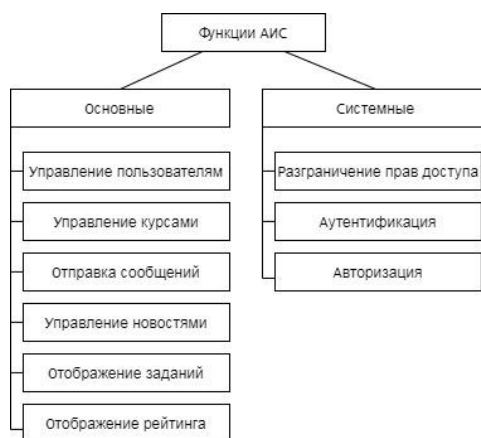 Функции АИС
Основные
Системные
Управление пользователям
Управление курсами
Отправка сообщений
Управление новостями
Отображение заданий
Отображение рейтинга
Разграничение прав доступа
Аутентификация
Авторизация